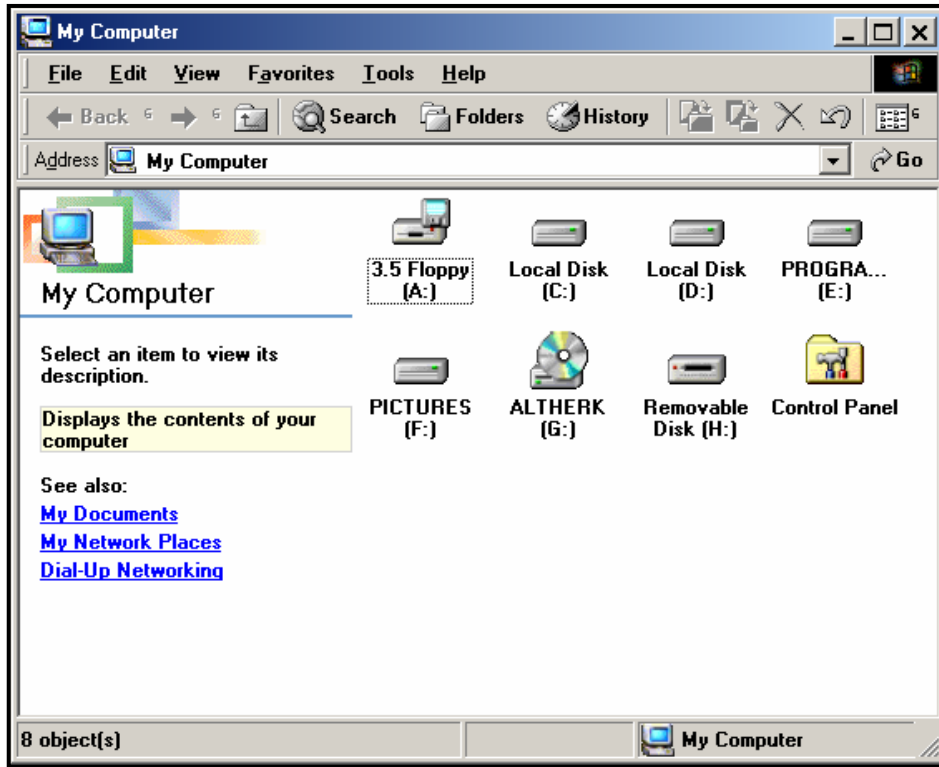 My Computer
File Edit View Favorites Tools Help
Back 6 6 Search Folders History 6
Address My Computer Go
My Computer
Select an item to view its
description.
Displays the contents of your
computer
See also:
My Documents
My Network Places
Dial-Up Networking
3.5 Floppy
(A:)
Local Disk
(C:)
Local Disk
(D:)
PROGRA...
(E:)
PICTURES
(F:)
ALTHERK
(G:)
Removable
Disk (H:)
Control Panel
8 object(s) My Computer